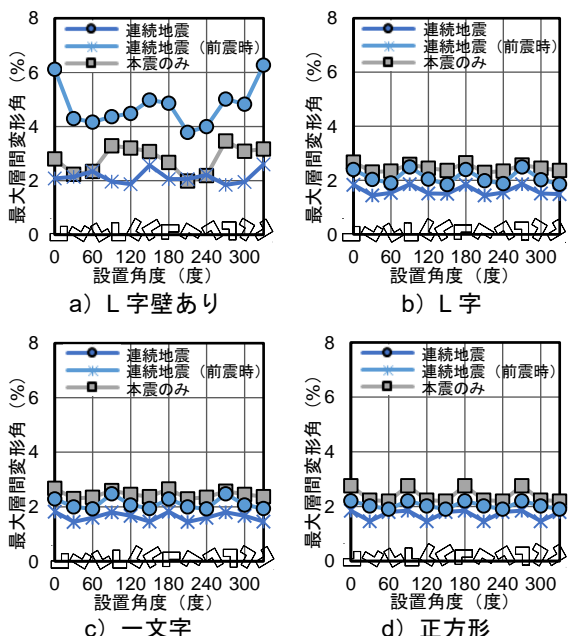 8
6
4
2
0
最大層間変形角（%）
連続地震
連続地震（前震時）
本震のみ
0 60 120 180 240 300
設置角度（度）
a）L 字壁あり
8
6
4
2
0
最大層間変形角（%）
連続地震
連続地震（前震時）
本震のみ
0 60 120 180 240 300
設置角度（度）
b）L 字
8
6
4
2
0
最大層間変形角（%）
連続地震
連続地震（前震時）
本震のみ
0 60 120 180 240 300
設置角度（度）
c）一文字
8
6
4
2
0
最大層間変形角（%）
連続地震
連続地震（前震時）
本震のみ
0 60 120 180 240 300
設置角度（度）
d）正方形